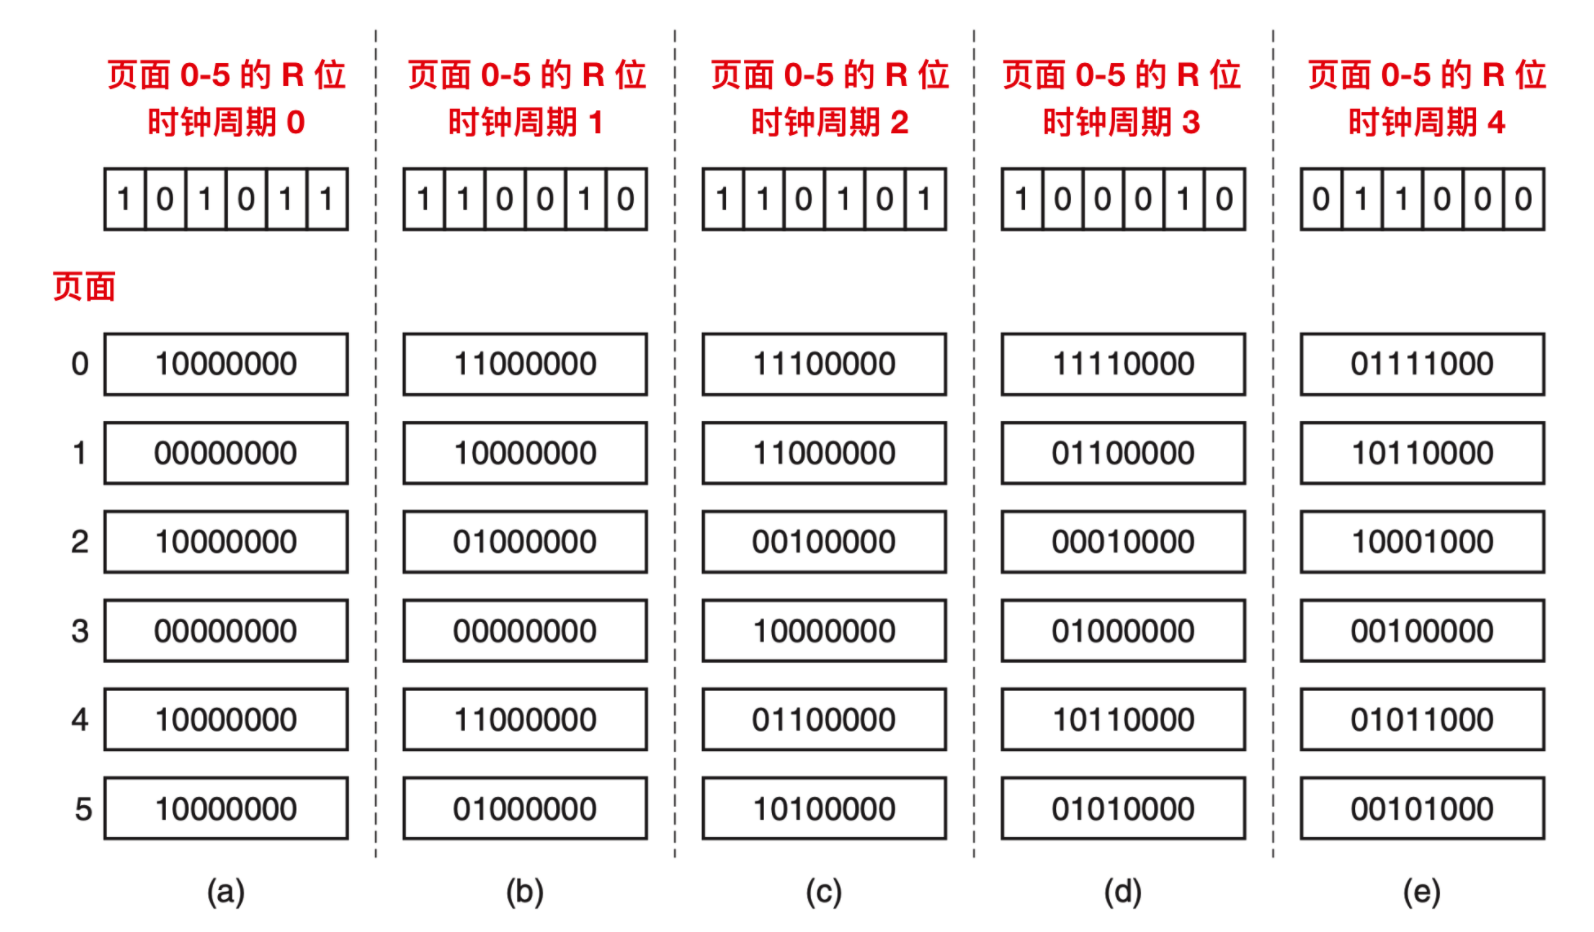 页面 0-5 的 R 位 页面 0-5 的 R 位 页面 0-5 的 R 位 页面 0-5 的 R 位 页面 0-5 的 R 位
时钟周期 0 时钟周期 1 时钟周期 2 时钟周期 3 时钟周期 4
1 0 1 0 1 1 1 1 0 0 1 0 1 1 0 1 0 1 1 0 0 0 1 0 0 1 1 0 0 0
页面
0 10000000 11000000 11100000 11110000 01111000
1 00000000 10000000 11000000 01100000 10110000
2 10000000 01000000 00100000 00010000 10001000
3 00000000 00000000 10000000 01000000 00100000
4 10000000 11000000 01100000 10110000 01011000
5 10000000 01000000 10100000 01010000 00101000
(a) (b) (c) (d) (e)